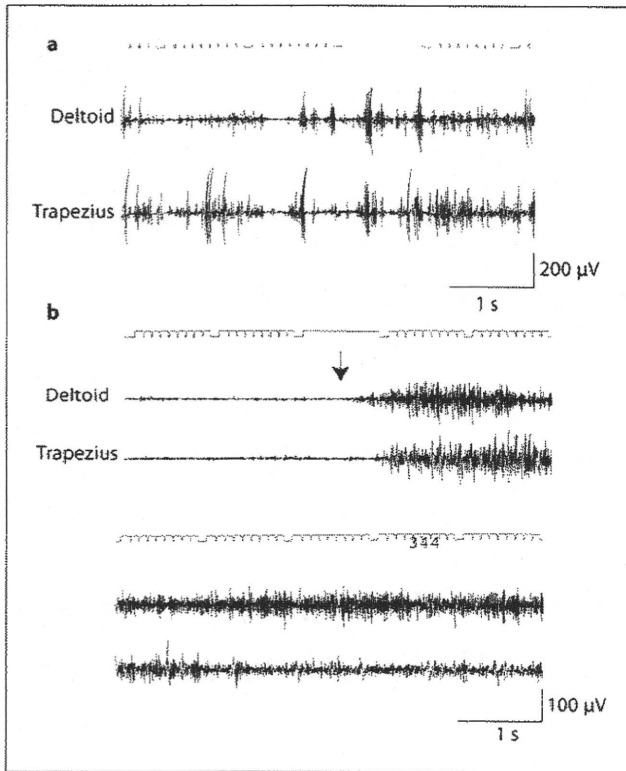 a
Deltoid
Trapezius
200 µV
1 s
b
Deltoid
Trapezius
344
100 µV
1 s